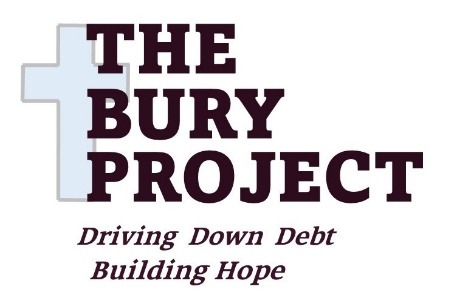 THE
BURY
PROJECT
Driving Down Debt
Building Hope